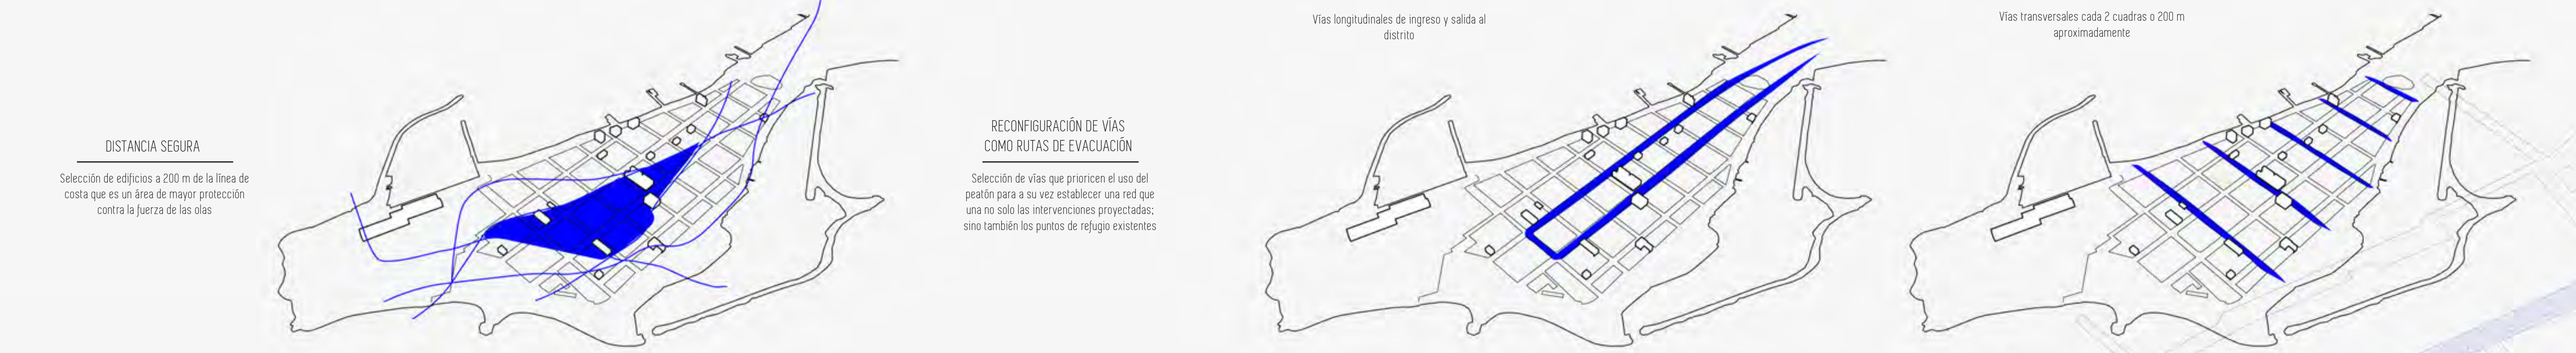 DISTANCIA SEGURA
Selección de edificios a 200 m de la línea de
costa que es un área de mayor protección
contra la fuerza de las olas
RECONFIGURACIÓN DE VÍAS
COMO RUTAS DE EVACUACIÓN
Selección de vías que prioricen el uso del
peatón para a su vez establecer una red que
una no solo las intervenciones proyectadas;
sino también los puntos de refugio existentes
Vías longitudinales de ingreso y salida al
distrito
Vías transversales cada 2 cuadras o 200 m
aproximadamente